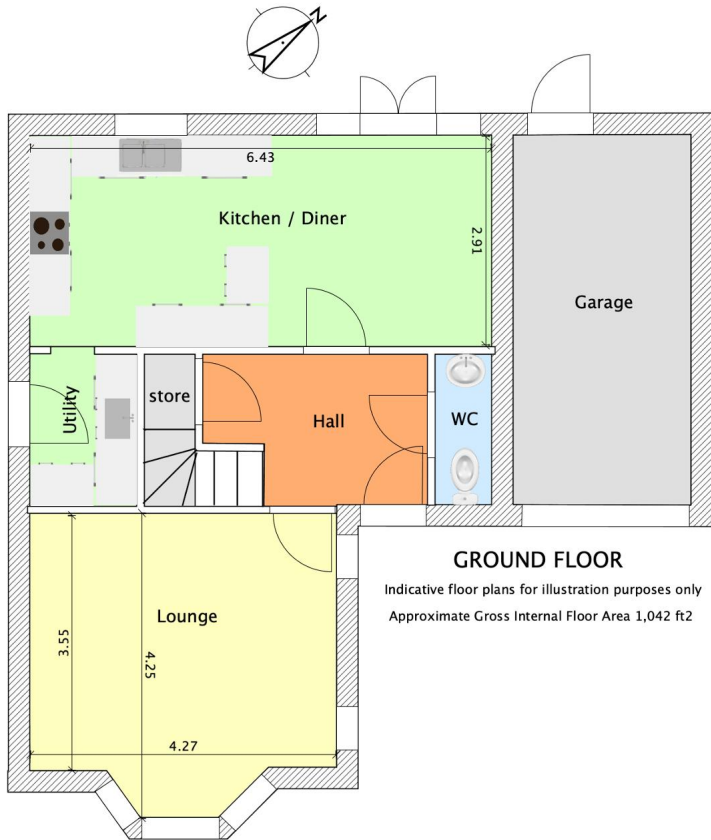 N
6.43
Kitchen / Diner
2.91
Garage
Utility
store
Hall
WC
GROUND FLOOR
Indicative floor plans for illustration purposes only
Approximate Gross Internal Floor Area 1,042 ft2
Lounge
3.55
4.25
4.27